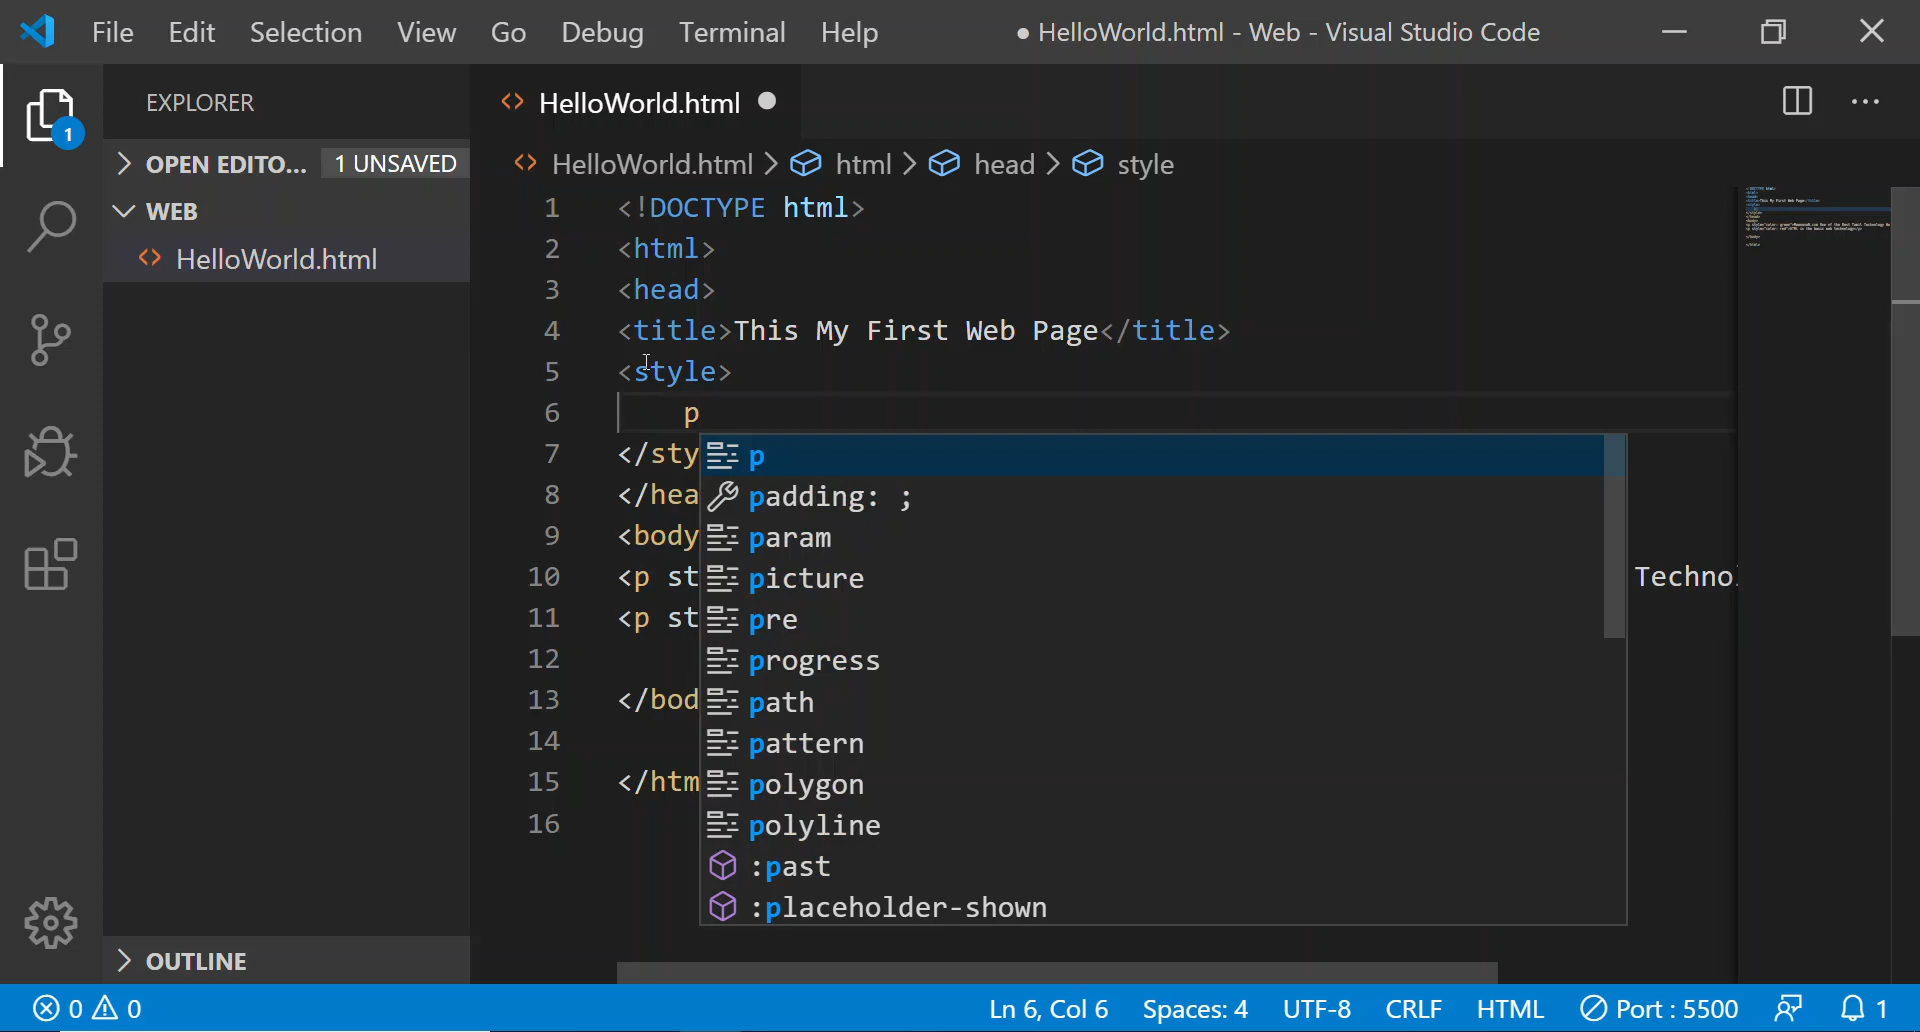 File Edit Selection View Go Debug Terminal Help ● HelloWorld.html - Web - Visual Studio Code
EXPLORER
OPEN EDITO... 1 UNSAVED
WEB
HelloWorld.html
OUTLINE
HelloWorld.html
HelloWorld.html > html > head > style
1 <!DOCTYPE html>
2 <html>
3 <head>
4 <title>This My First Web Page</title>
5 <style>
6 p
7 </sty
8 </hea
9 <body
10 <p st Techno
11 <p st
12
13 </bod
14
15 </htm
16
p
padding: ;
param
picture
pre
progress
path
pattern
polygon
polyline
:past
:placeholder-shown
1
0 0 Ln 6, Col 6 Spaces: 4 UTF-8 CRLF HTML Port : 5500 1